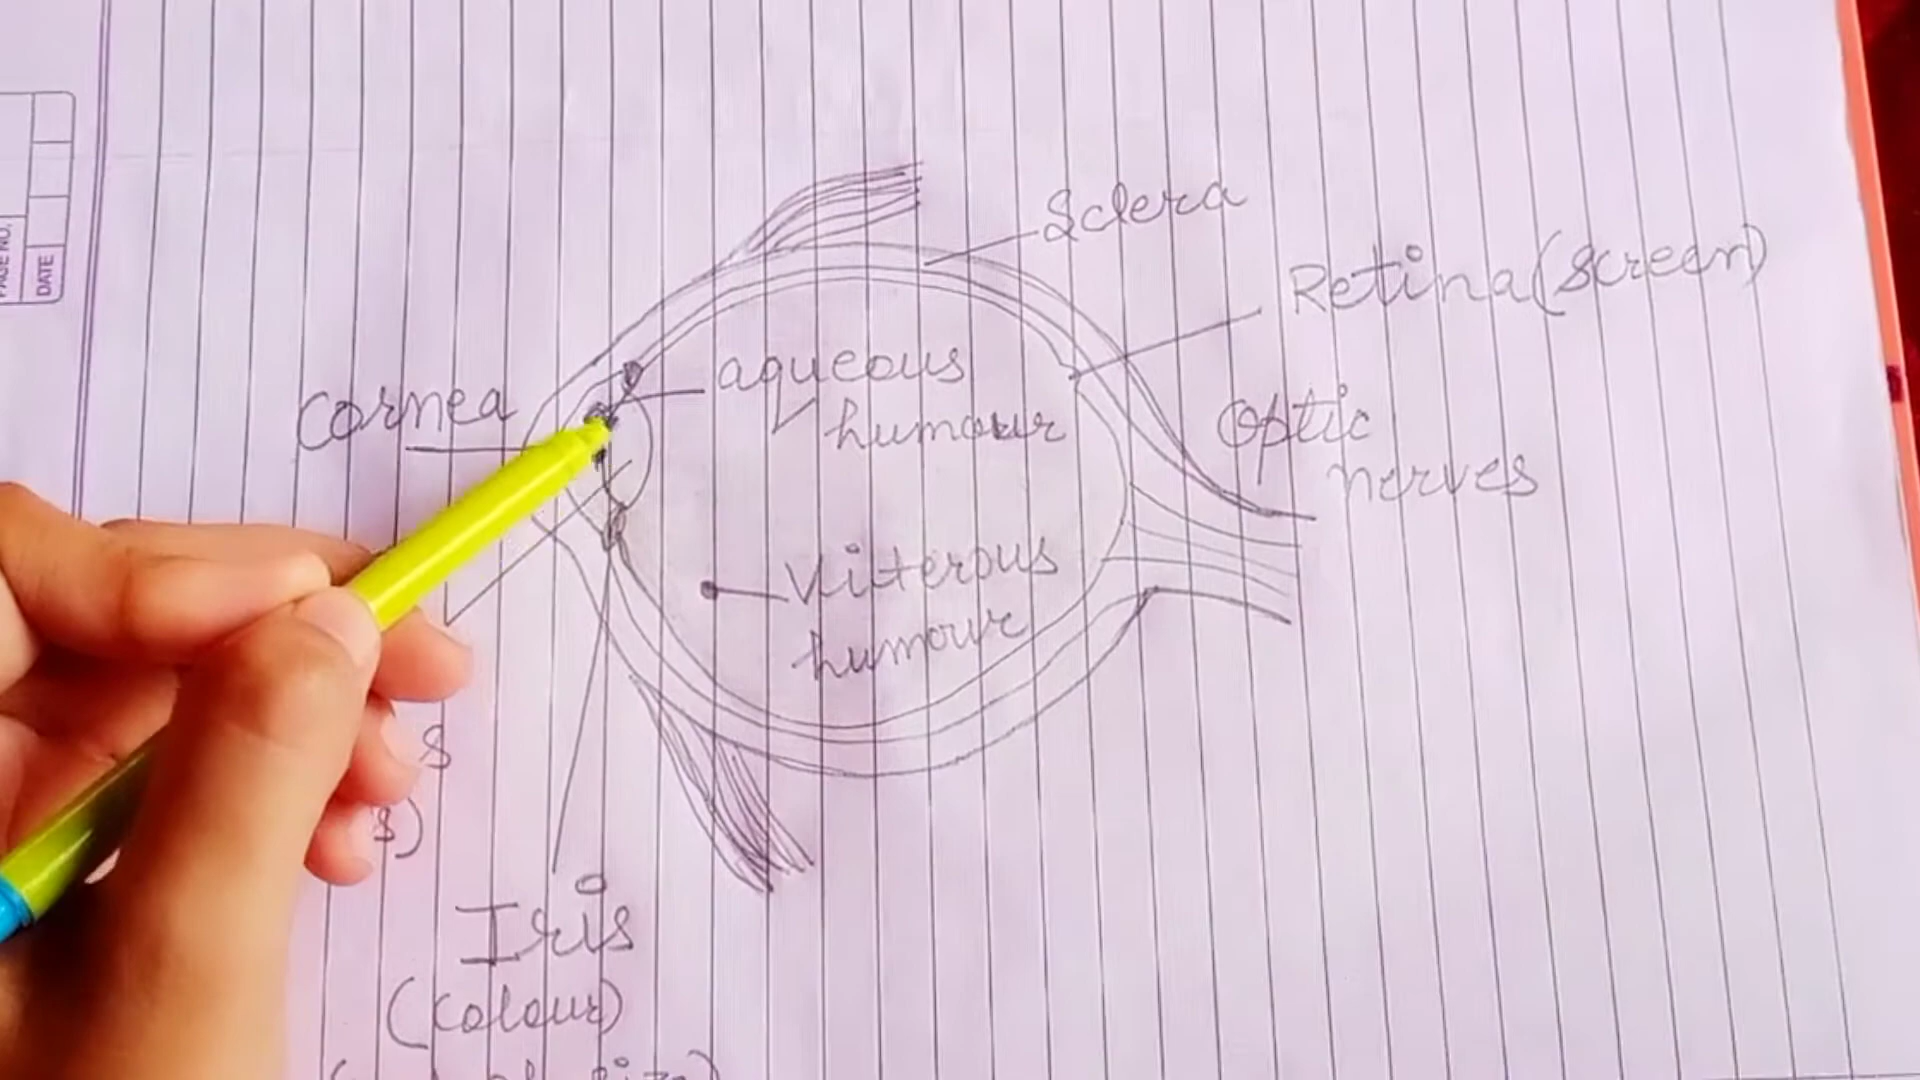 PAGE NO.
DATE
Sclera
Retina (screen)
aqueous
humour
Cornea
Optic
nerves
Viterous
humour
s
s)
Iris
(colour)